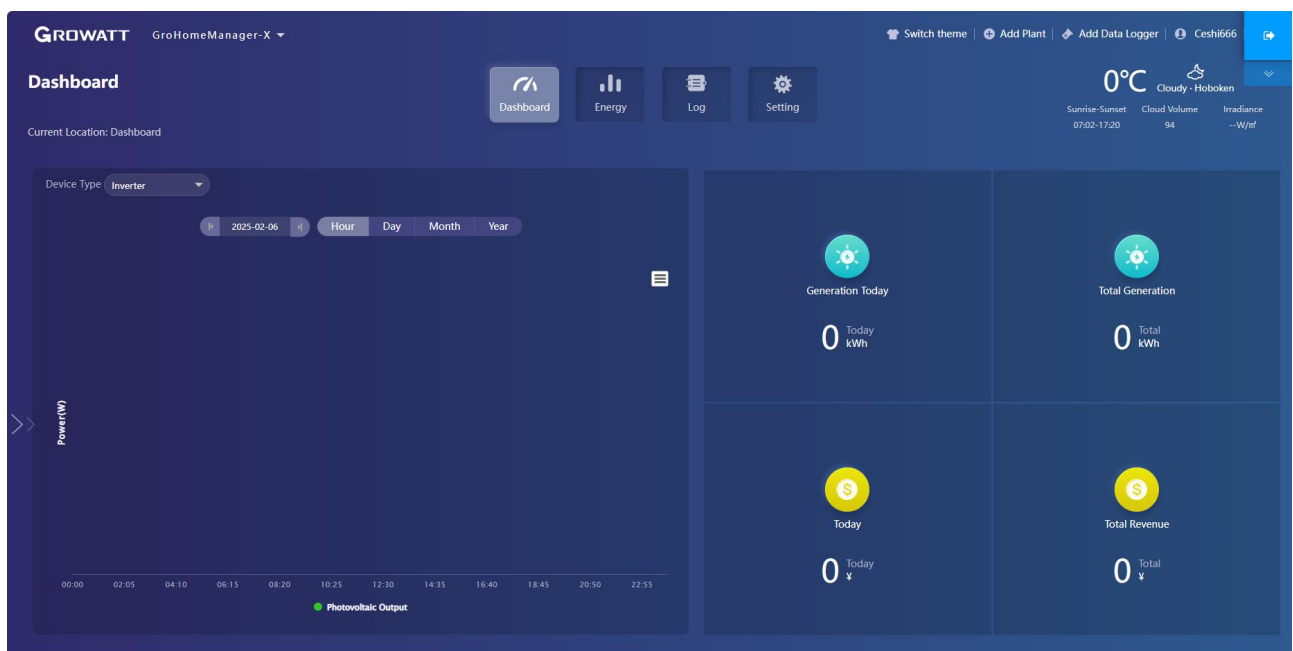 GROWATT GroHomeManager-X
Switch theme | Add Plant | Add Data Logger | Ceshi666
Dashboard
Dashboard
Energy
Log
Setting
0°C Cloudy · Hoboken
Sunrise-Sunset Cloud Volume Irradiance
07:02-17:20 94 --W/㎡
Current Location: Dashboard
Device Type Inverter
2025-02-06 Hour Day Month Year
Power(W)
00:00 02:05 04:10 06:15 08:20 10:25 12:30 14:35 16:40 18:45 20:50 22:55
Photovoltaic Output
Generation Today
0 Today
kWh
Total Generation
0 Total
kWh
Today
0 Today
¥
Total Revenue
0 Total
¥